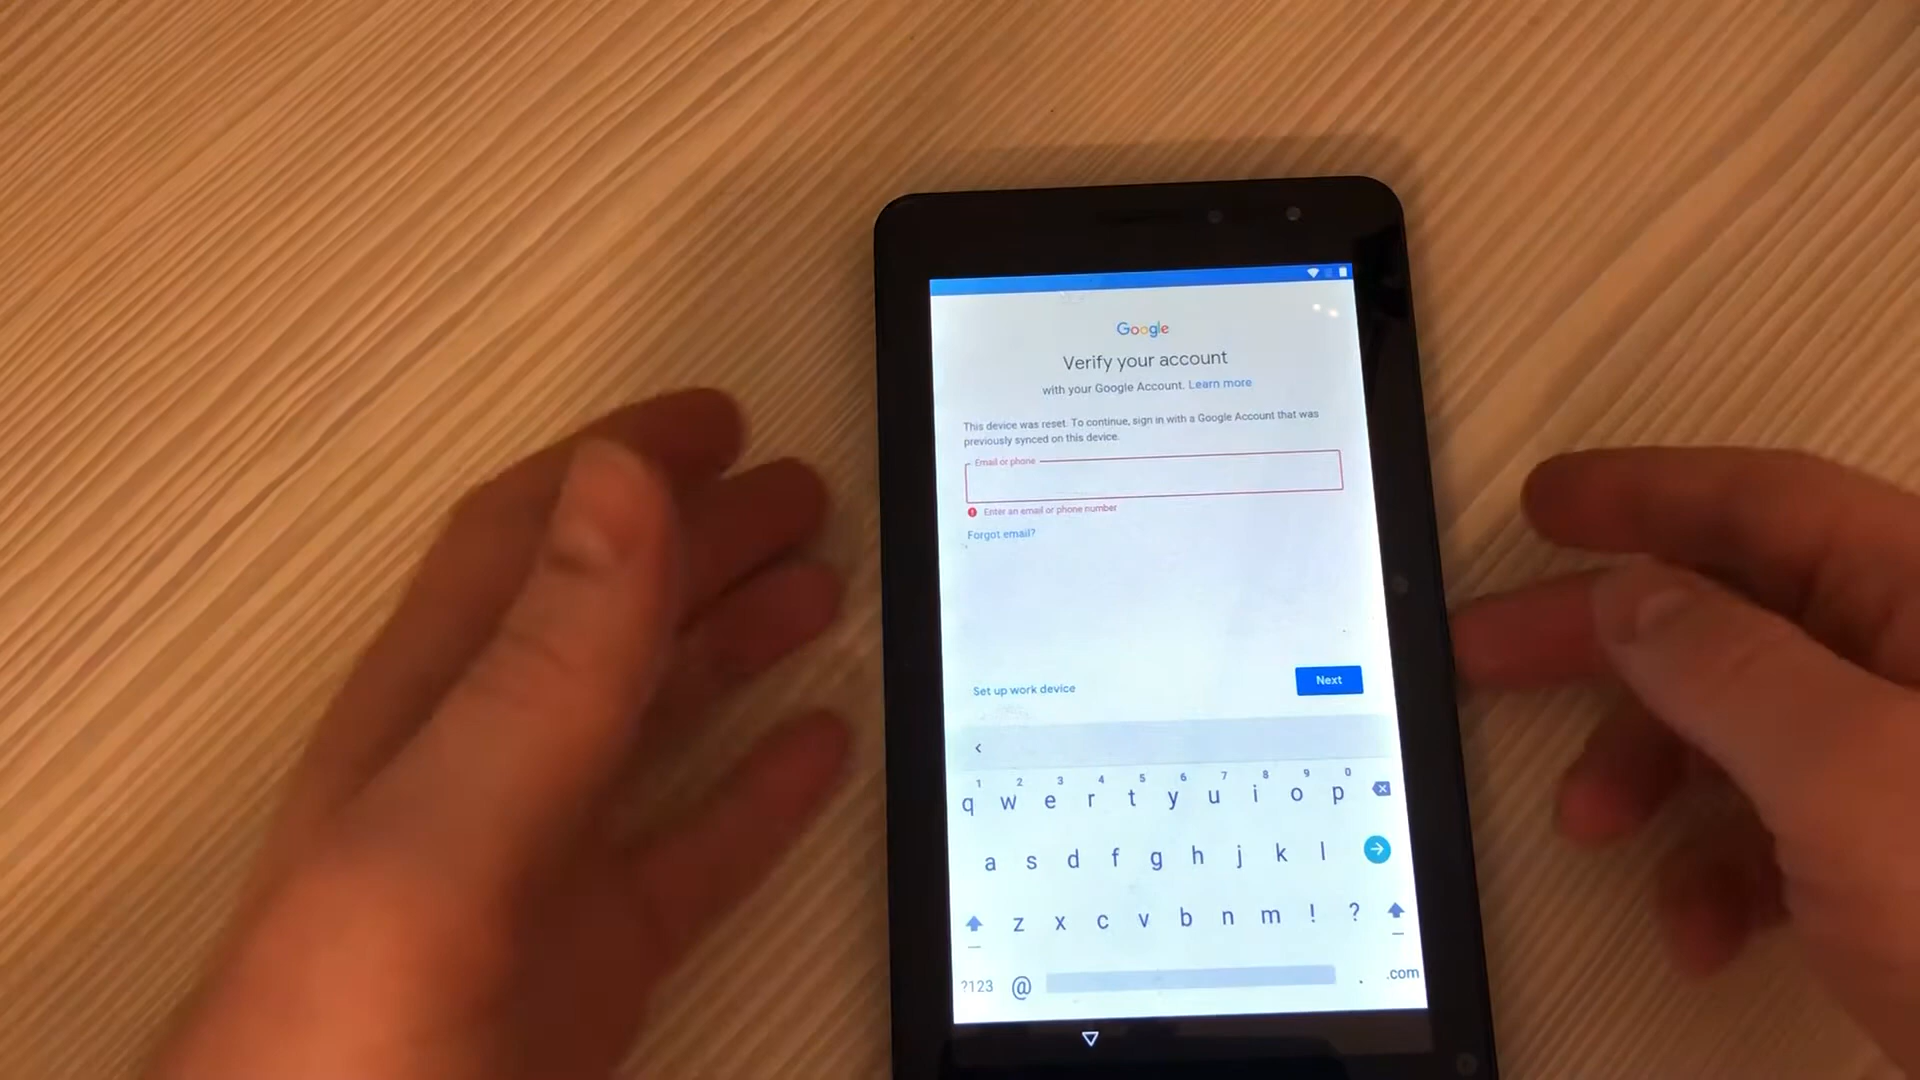 Google
Verify your account
with your Google Account. Learn more
This device was reset. To continue, sign in with a Google Account that was
previously synced on this device.
Email or phone
Enter an email or phone number
Forgot email?
Set up work device
Next
1 2 3 4 5 6 7 8 9 0
q w e r t y u i o p
a s d f g h j k l
z x c v b n m ! ?
?123 @ . .com